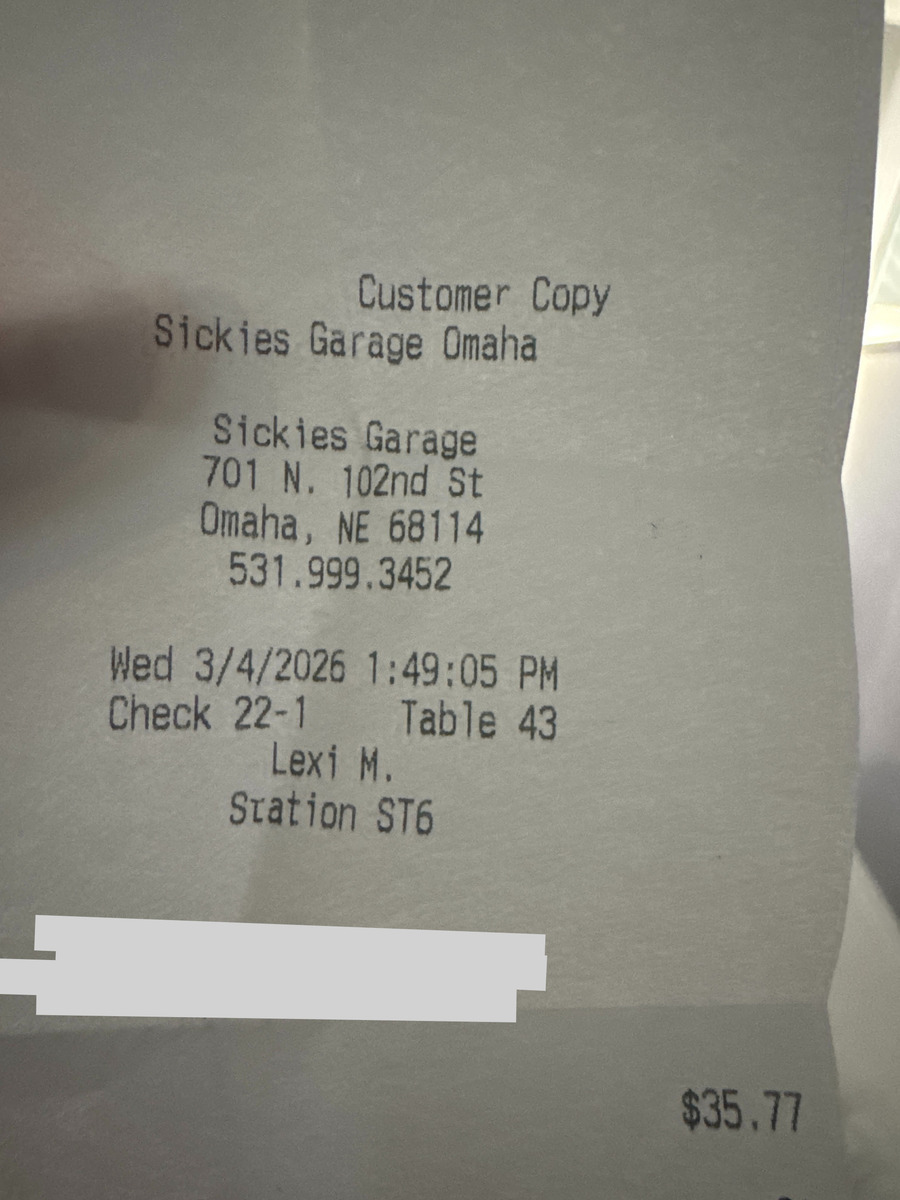 Customer Copy
Sickies Garage Omaha
Sickies Garage
701 N. 102nd St
Omaha, NE 68114
531.999.3452
Wed 3/4/2026 1:49:05 PM
Check 22-1 Table 43
Lexi M.
Station ST6
$35.77